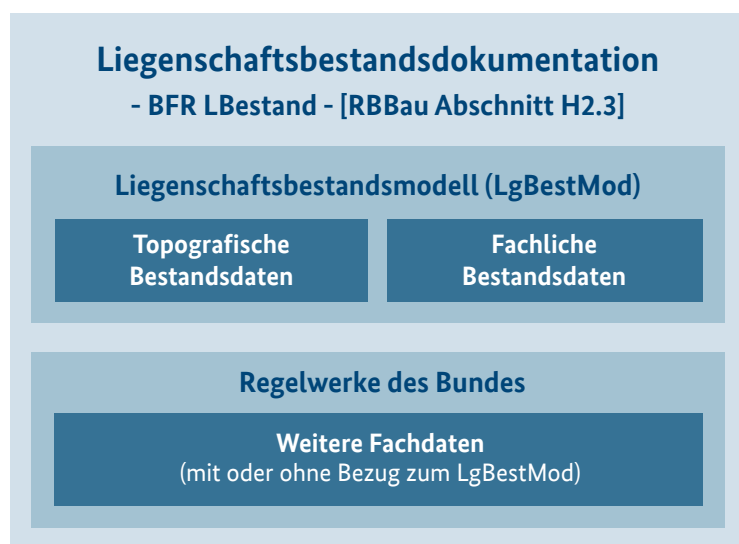 Liegenschaftsbestandsdokumentation
- BFR LBestand - [RBBau Abschnitt H2.3]
Liegenschaftsbestandsmodell (LgBestMod)
Topografische
Bestandsdaten
Fachliche
Bestandsdaten
Regelwerke des Bundes
Weitere Fachdaten
(mit oder ohne Bezug zum LgBestMod)